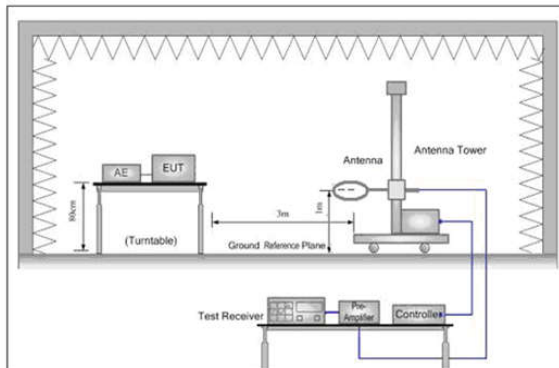 AE
EUT
80cm
(Turntable)
3m
Antenna
Antenna Tower
1m
Ground Reference Plane
Test Receiver
Pre-
Amplifier
Controller